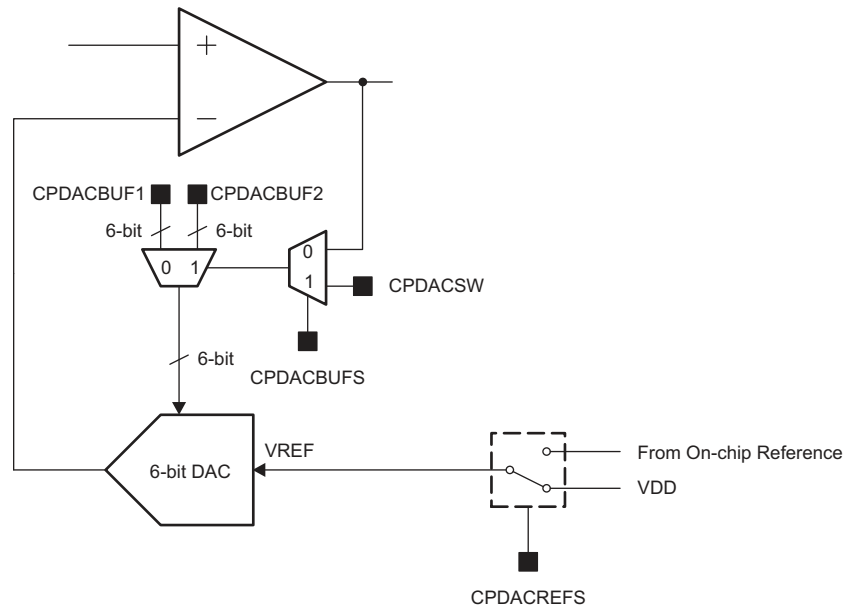 +
−
CPDACBUF1 CPDACBUF2
6-bit 6-bit
0 1
0
1
CPDACSW
CPDACBUFS
6-bit
6-bit DAC
VREF
From On-chip Reference
VDD
CPDACREFS